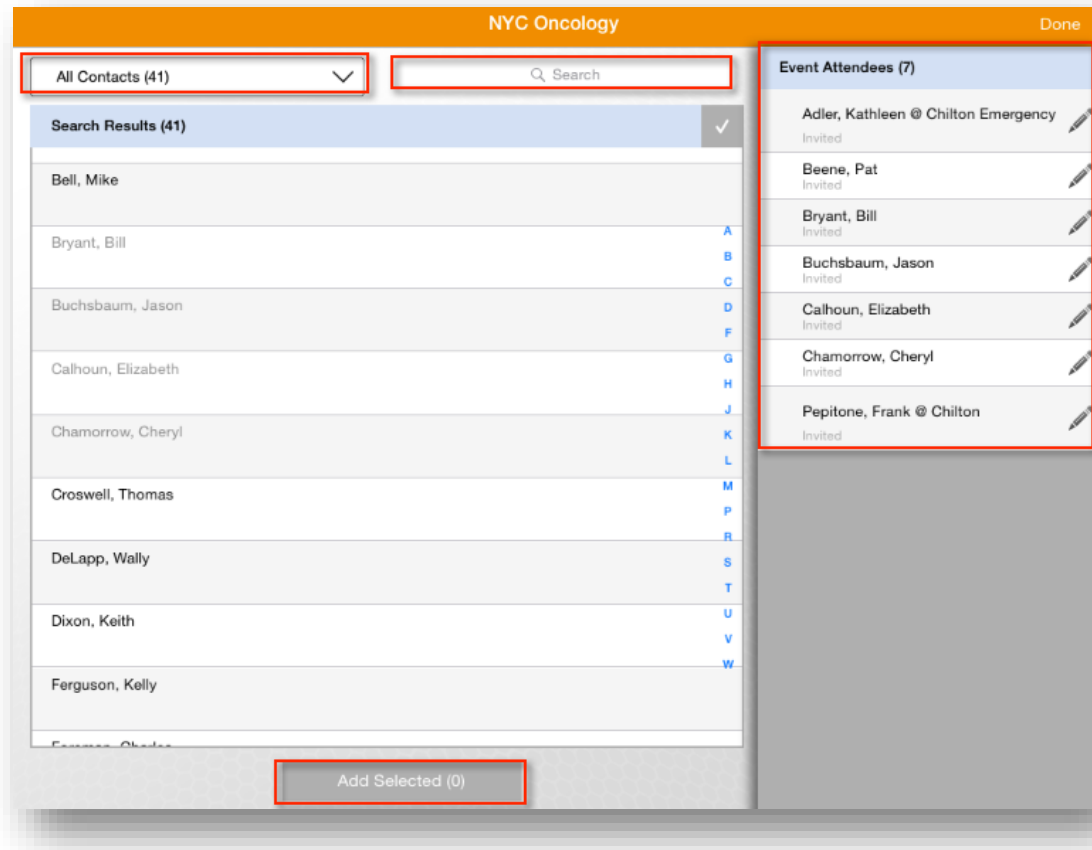 NYC Oncology
Done
All Contacts (41)
Search
Search Results (41)
Bell, Mike
Bryant, Bill
Buchsbaum, Jason
Calhoun, Elizabeth
Chamorrow, Cheryl
Croswell, Thomas
DeLapp, Wally
Dixon, Keith
Ferguson, Kelly
A
B
C
D
F
G
H
J
K
L
M
P
R
S
T
U
V
W
Add Selected (0)
Event Attendees (7)
Adler, Kathleen @ Chilton Emergency
Invited
Beene, Pat
Invited
Bryant, Bill
Invited
Buchsbaum, Jason
Invited
Calhoun, Elizabeth
Invited
Chamorrow, Cheryl
Invited
Pepitone, Frank @ Chilton
Invited